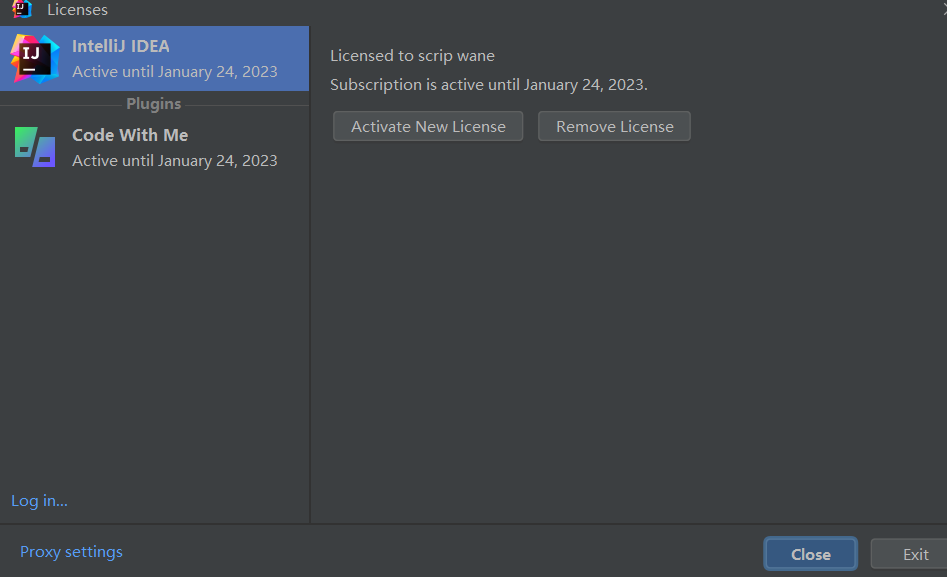 Licenses
IntelliJ IDEA
Active until January 24, 2023
Plugins
Code With Me
Active until January 24, 2023
Log in...
Licensed to scrip wane
Subscription is active until January 24, 2023.
Activate New License
Remove License
Proxy settings
Close
Exit
IJ
IJ